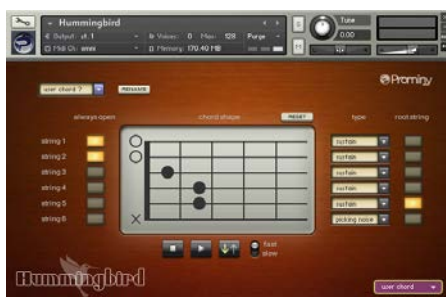 Hummingbird
Output: st.1
Voices: 0 Max: 128 Purge
Midi Ch: omni
Memory: 170.40 MB
S
M
Tune
0.00
Prominy
user chord 7
RENAME
always open
chord shape
RESET
type
root string
string 1
sustain
string 2
sustain
string 3
sustain
string 4
sustain
string 5
sustain
string 6
picking noise
fast
slow
Hummingbird
user chord